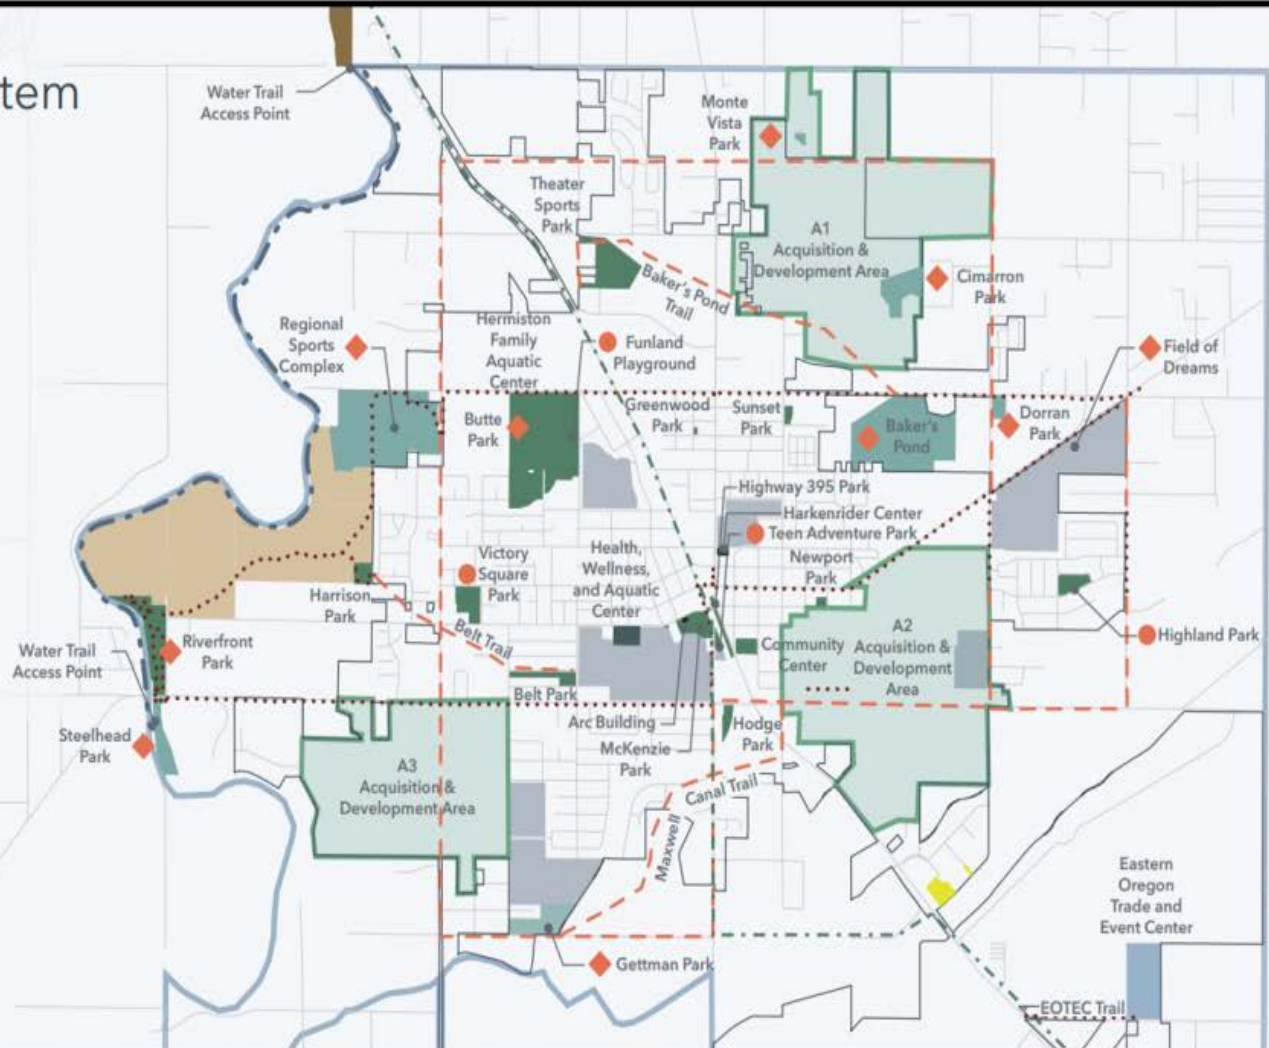 tem
Water Trail
Access Point
Monte
Vista
Park
Theater
Sports
Park
A1
Acquisition &
Development Area
Baker's Pond
Trail
Cimarron
Park
Regional
Sports
Complex
Hermiston
Family
Aquatic
Center
Funland
Playground
Field of
Dreams
Butte
Park
Greenwood
Park
Sunset
Park
Baker's
Pond
Dorran
Park
Highway 395 Park
Harkenrider Center
Teen Adventure Park
Newport
Park
Victory
Square
Park
Health,
Wellness,
and Aquatic
Center
Harrison
Park
Belt Trail
Riverfront
Park
Water Trail
Access Point
Community
Center
A2
Acquisition &
Development
Area
Highland Park
Belt Park
Arc Building
McKenzie
Park
Hodge
Park
Steelhead
Park
A3
Acquisition &
Development Area
Canal Trail
Maxwell
Gettman Park
Eastern
Oregon
Trade and
Event Center
EOTEC Trail